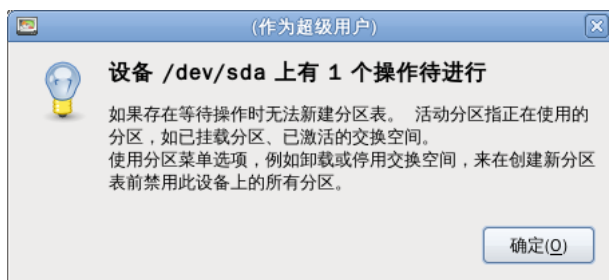 (作为超级用户)
设备 /dev/sda 上有 1 个操作待进行
如果存在等待操作时无法新建分区表。 活动分区指正在使用的
分区，如已挂载分区、已激活的交换空间。
使用分区菜单选项，例如卸载或停用交换空间，来在创建新分区
表前禁用此设备上的所有分区。
确定(O)